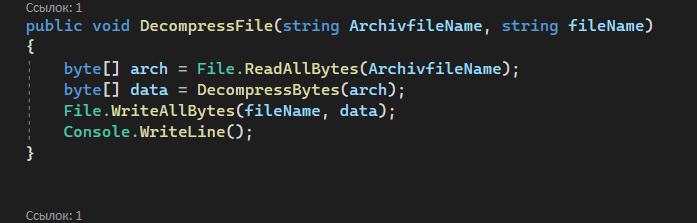 Ссылок: 1
public void DecompressFile(string ArchivfileName, string fileName)
{
byte[] arch = File.ReadAllBytes(ArchivfileName);
byte[] data = DecompressBytes(arch);
File.WriteAllBytes(fileName, data);
Console.WriteLine();
}
Ссылок: 1